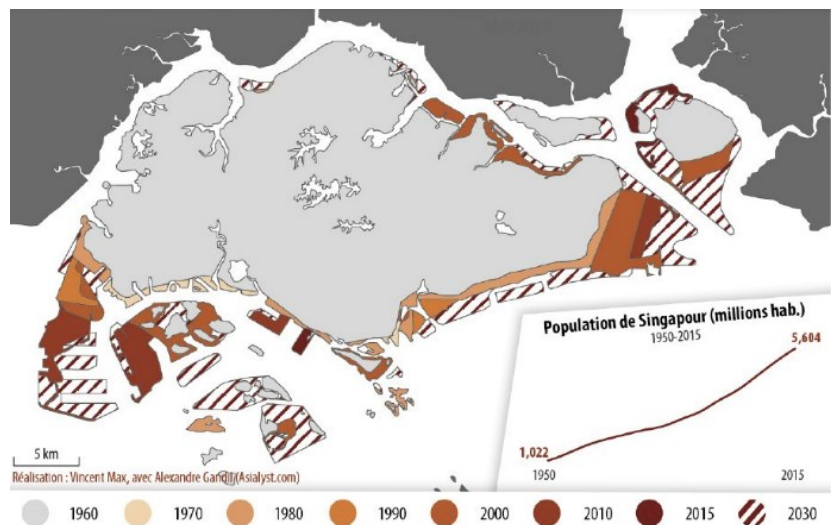 Population de Singapour (millions hab.)
1950-2015
5,604
1,022
1950
2015
5 km
Réalisation : Vincent Max, avec Alexandre Gandil (Asialyst.com)
1960 1970 1980 1990 2000 2010 2015 2030